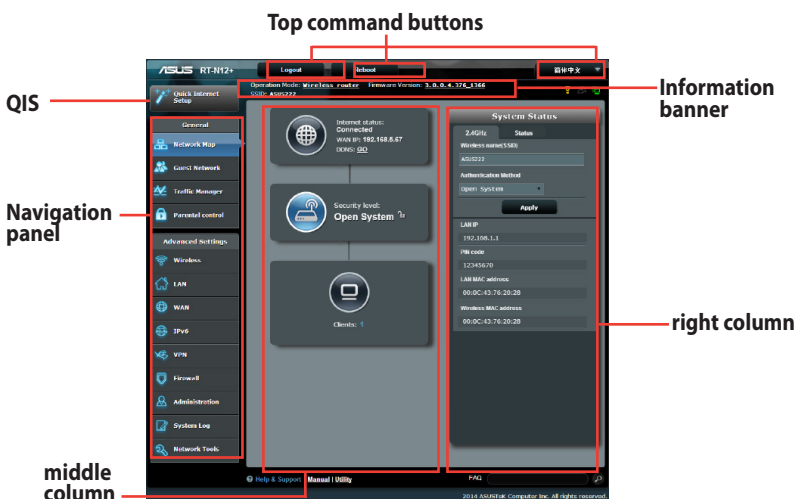 Top command buttons
ASUS RT-N12+
Logout
Reboot
简体中文
Operation Mode: Wireless router Firmware Version: 3.0.0.4.376_1366
SSID: ASUS222
QIS
Quick Internet
Setup
Information
banner
General
Network Map
Guest Network
Traffic Manager
Parental control
Navigation
panel
Advanced Settings
Wireless
LAN
WAN
IPv6
VPN
Firewall
Administration
System Log
Network Tools
Internet status:
Connected
WAN IP: 192.168.5.67
DDNS: GO
Security level:
Open System
Clients: 1
System Status
2.4GHz Status
Wireless name(SSID)
ASUS222
Authentication Method
Open System
Apply
LAN IP
192.168.1.1
PIN code
12345670
LAN MAC address
00:0C:43:76:20:28
Wireless MAC address
00:0C:43:76:20:28
right column
middle
column
Help & Support Manual | Utility
FAQ
2014 ASUSTeK Computer Inc. All rights reserved.